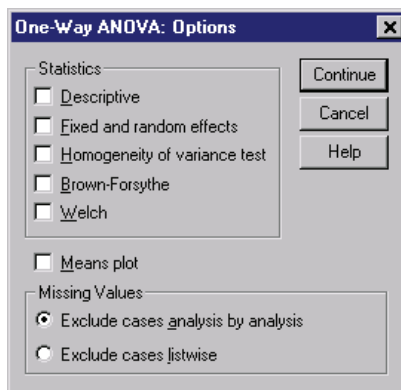 One-Way ANOVA: Options
Statistics
Descriptive
Fixed and random effects
Homogeneity of variance test
Brown-Forsythe
Welch
Continue
Cancel
Help
Means plot
Missing Values
Exclude cases analysis by analysis
Exclude cases listwise